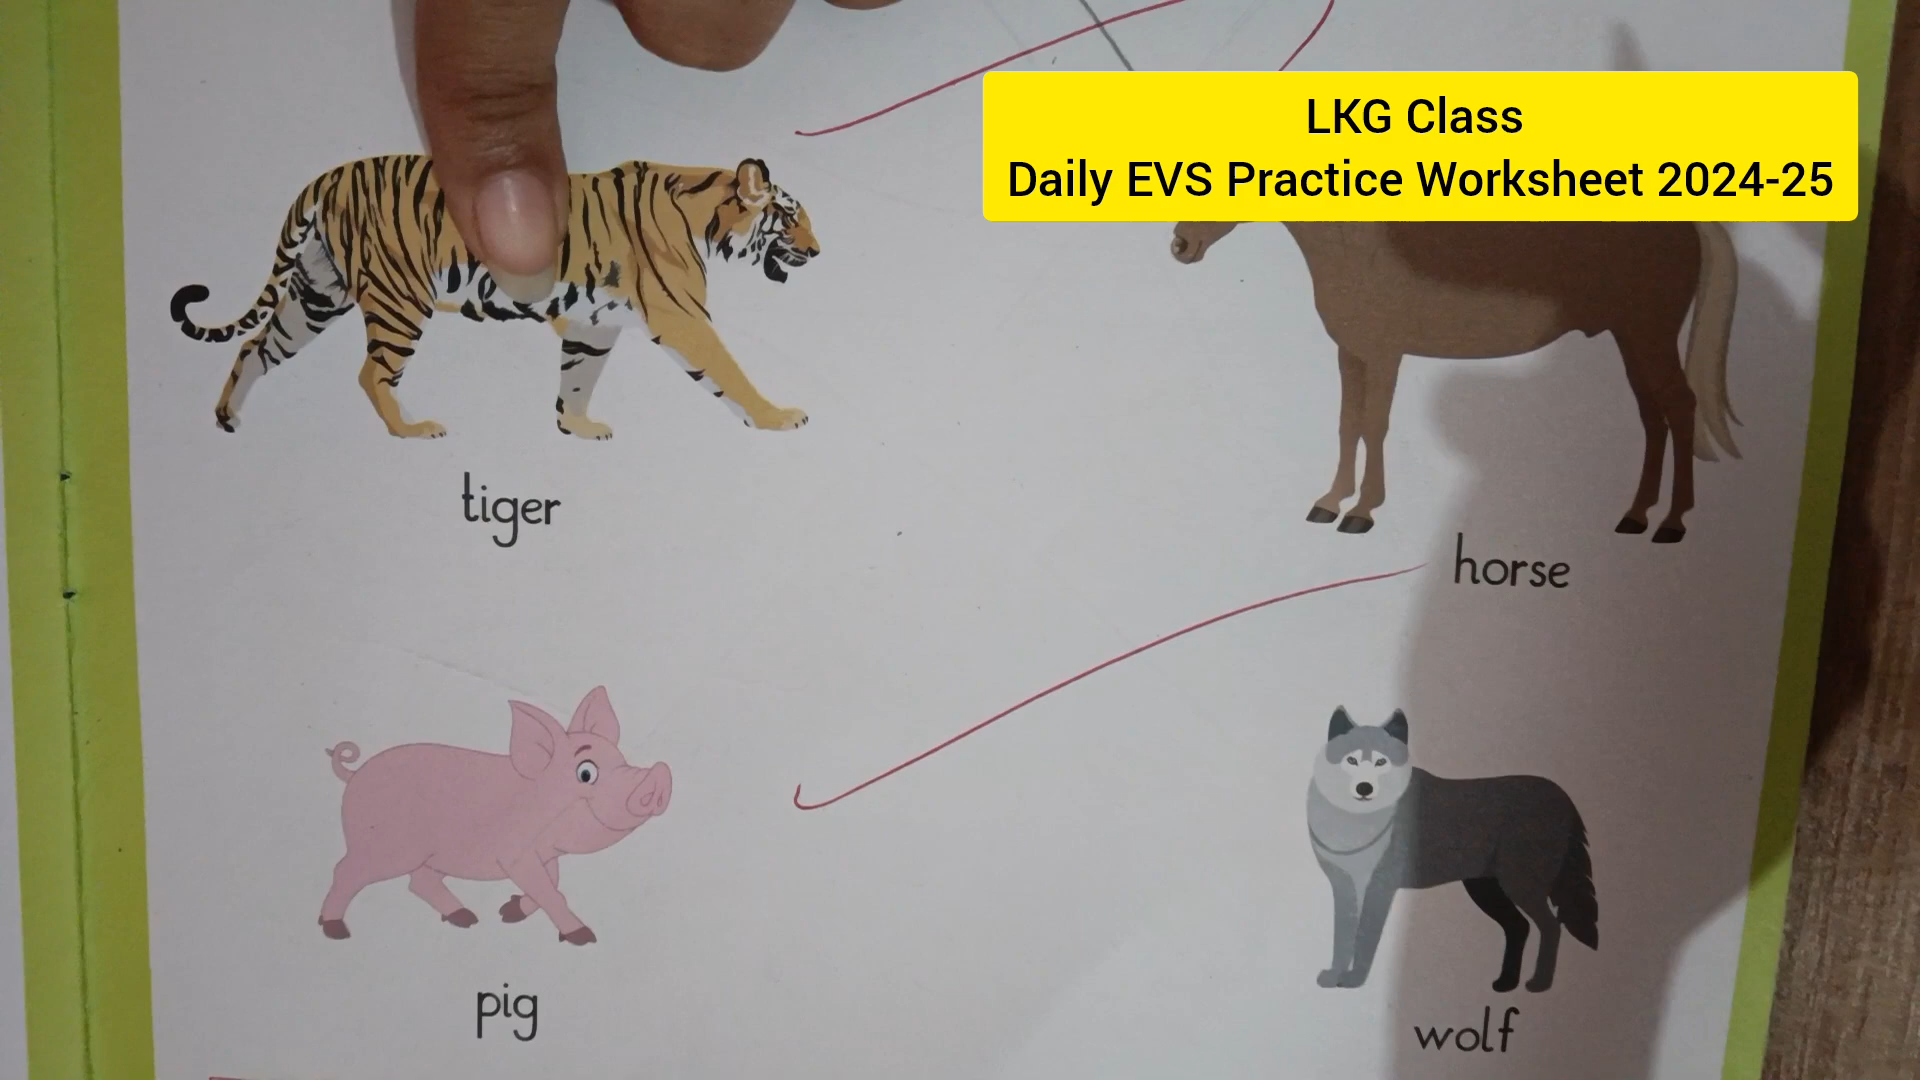 LKG Class
Daily EVS Practice Worksheet 2024-25
tiger
horse
pig
wolf